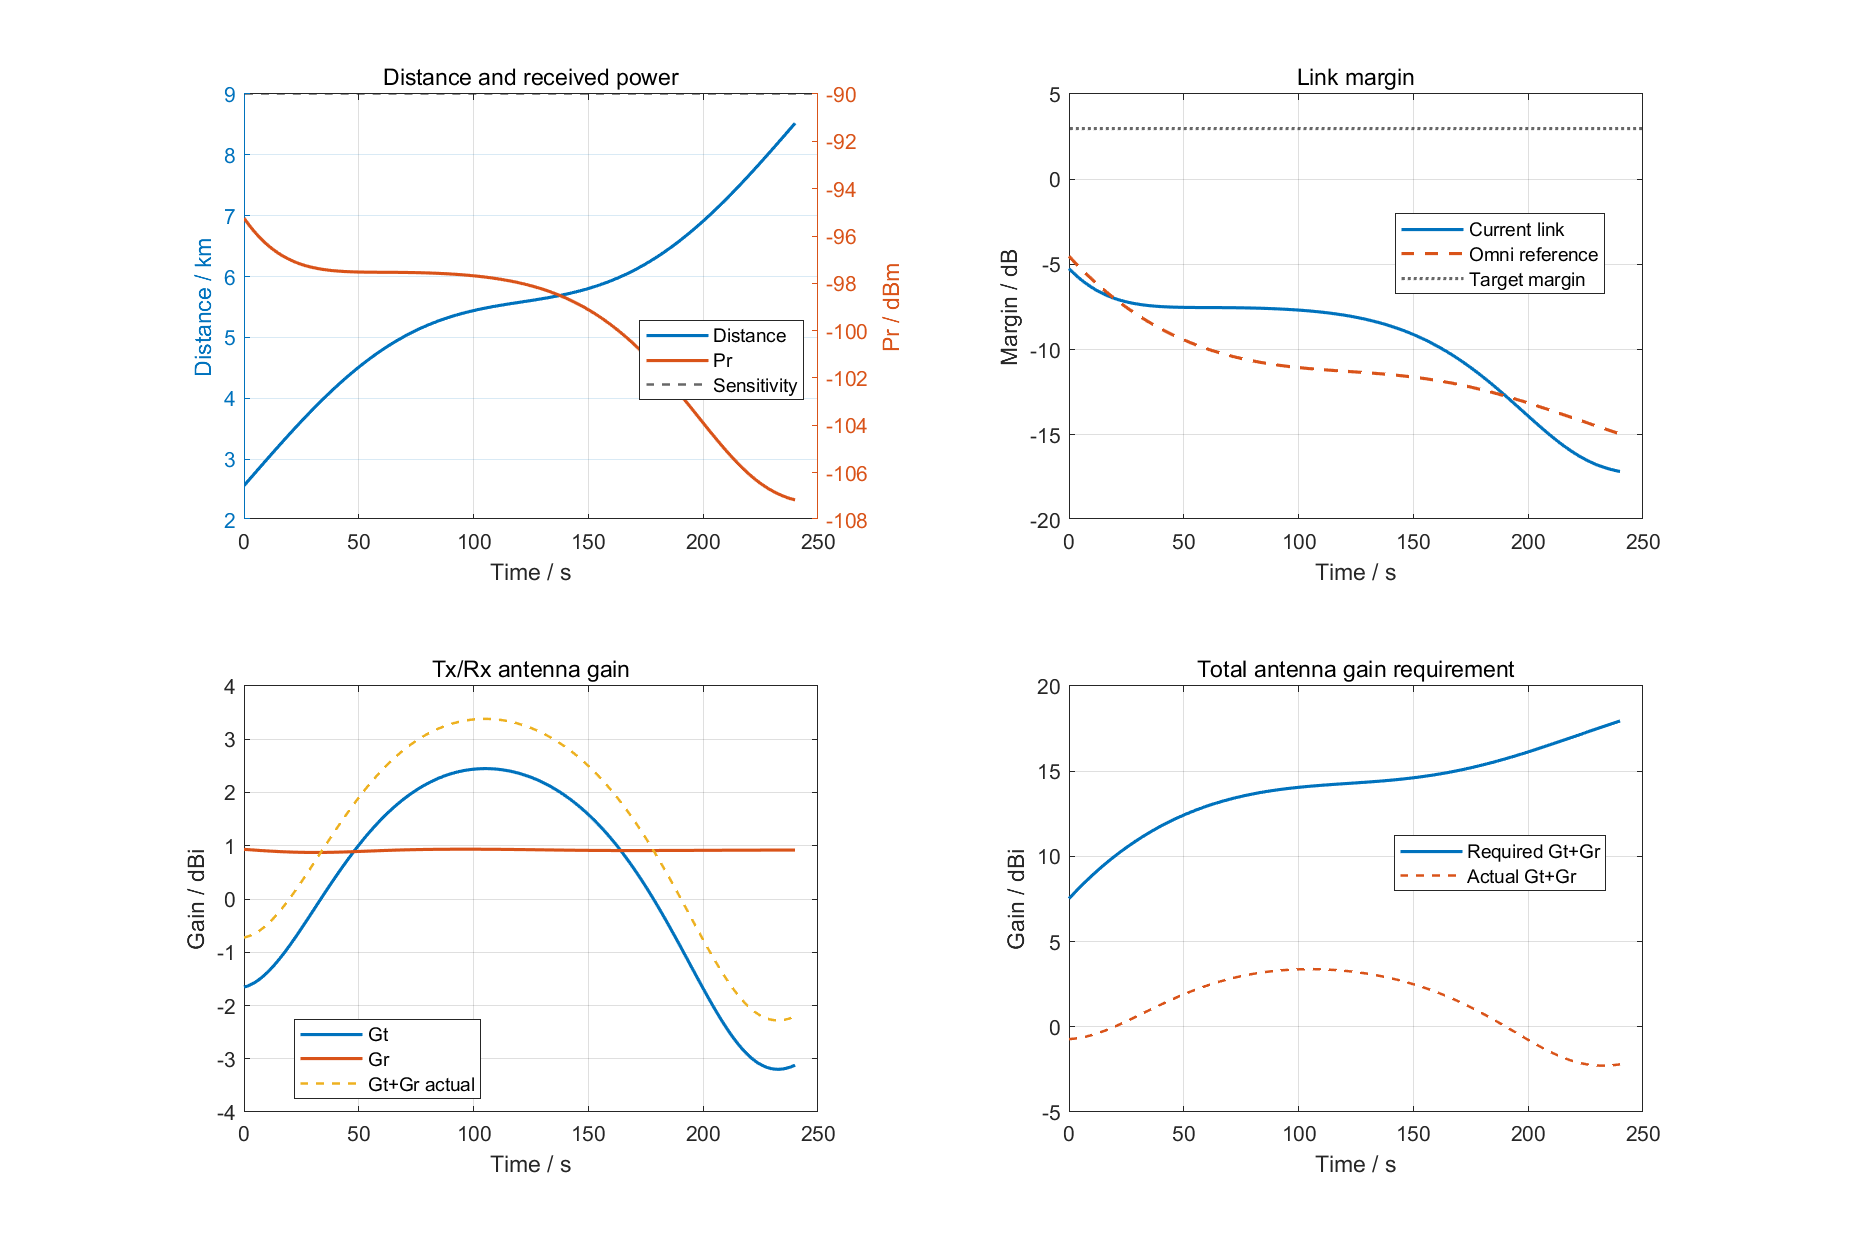 Distance and received power
9
8
7
6
5
4
3
2
Distance / km
-90
-92
-94
-96
-98
-100
-102
-104
-106
-108
Pr / dBm
Distance
Pr
Sensitivity
0 50 100 150 200 250
Time / s
Link margin
5
0
-5
-10
-15
-20
Margin / dB
Current link
Omni reference
Target margin
0 50 100 150 200 250
Time / s
Tx/Rx antenna gain
4
3
2
1
0
-1
-2
-3
-4
Gain / dBi
Gt
Gr
Gt+Gr actual
0 50 100 150 200 250
Time / s
Total antenna gain requirement
20
15
10
5
0
-5
Gain / dBi
Required Gt+Gr
Actual Gt+Gr
0 50 100 150 200 250
Time / s